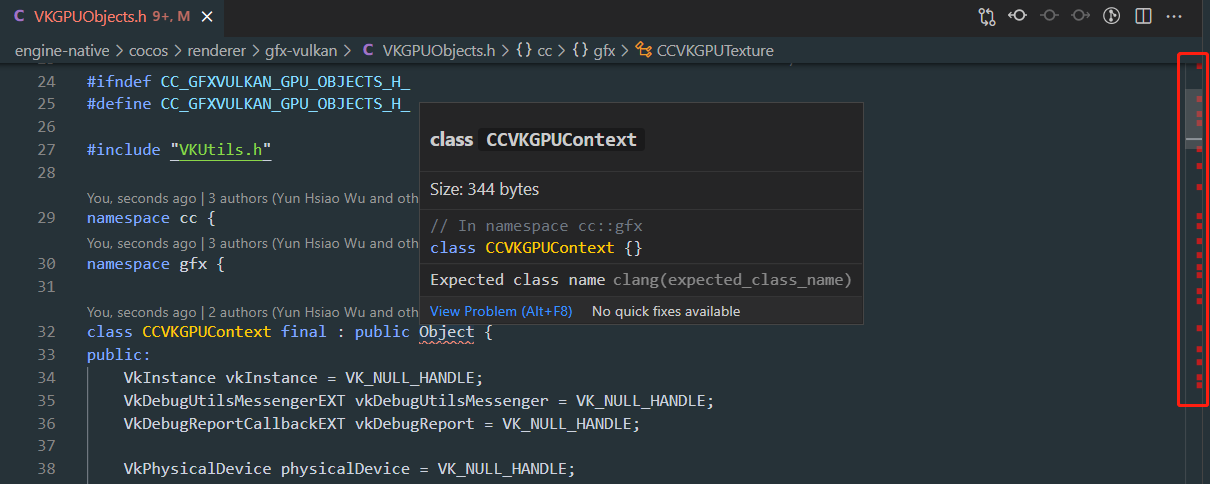 C VKGPUObjects.h 9+, M
engine-native > cocos > renderer > gfx-vulkan > C VKGPUObjects.h > {} cc > {} gfx > CCVKGPUTexture
24 #ifndef CC_GFXVULKAN_GPU_OBJECTS_H_
25 #define CC_GFXVULKAN_GPU_OBJECTS_H_
26
27 #include "VKUtils.h"
28
You, seconds ago | 3 authors (Yun Hsiao Wu and oth
29 namespace cc {
You, seconds ago | 3 authors (Yun Hsiao Wu and oth
30 namespace gfx {
31
You, seconds ago | 2 authors (Yun Hsiao Wu and oth
32 class CCVKGPUContext final : public Object {
33 public:
34 VkInstance vkInstance = VK_NULL_HANDLE;
35 VkDebugUtilsMessengerEXT vkDebugUtilsMessenger = VK_NULL_HANDLE;
36 VkDebugReportCallbackEXT vkDebugReport = VK_NULL_HANDLE;
37
38 VkPhysicalDevice physicalDevice = VK_NULL_HANDLE;
class CCVKGPUContext
Size: 344 bytes
// In namespace cc::gfx
class CCVKGPUContext {}
Expected class name clang(expected_class_name)
View Problem (Alt+F8) No quick fixes available